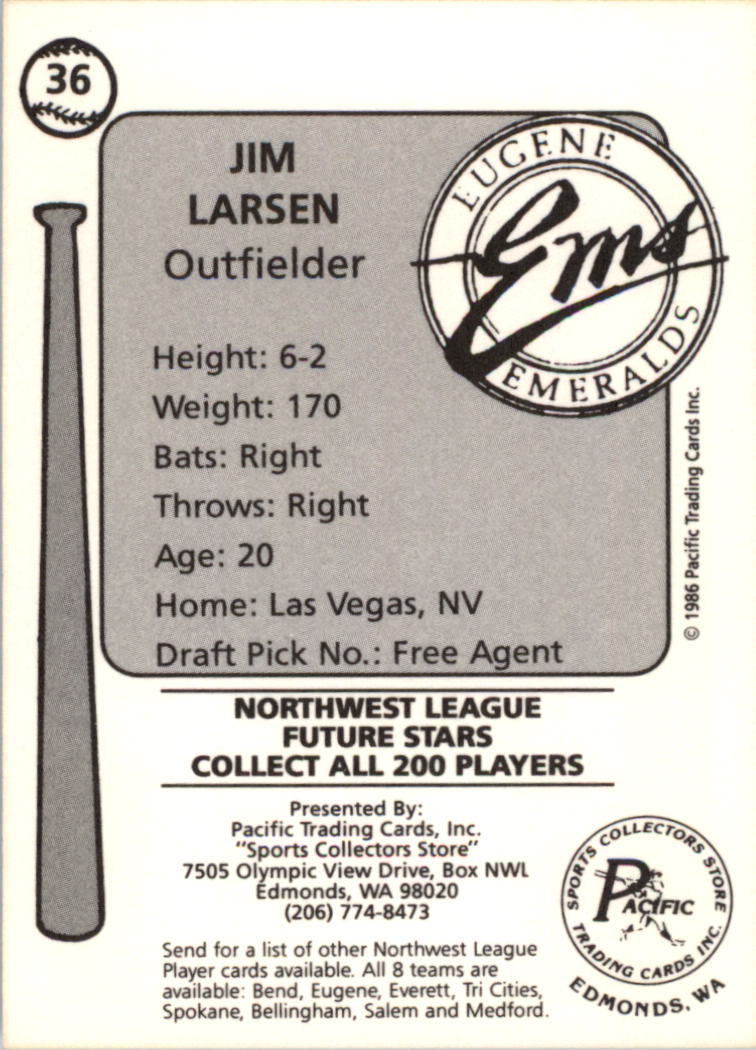 36
JIM
LARSEN
Outfielder
EUGENE
Ems
EMERALDS
Height: 6-2
Weight: 170
Bats: Right
Throws: Right
Age: 20
Home: Las Vegas, NV
Draft Pick No.: Free Agent
© 1986 Pacific Trading Cards Inc.
NORTHWEST LEAGUE
FUTURE STARS
COLLECT ALL 200 PLAYERS
Presented By:
Pacific Trading Cards, Inc.
"Sports Collectors Store"
7505 Olympic View Drive, Box NWL
Edmonds, WA 98020
(206) 774-8473
Send for a list of other Northwest League
Player cards available. All 8 teams are
available: Bend, Eugene, Everett, Tri Cities,
Spokane, Bellingham, Salem and Medford.
SPORTS COLLECTORS STORE
PACIFIC
TRADING CARDS INC.
EDMONDS, WA